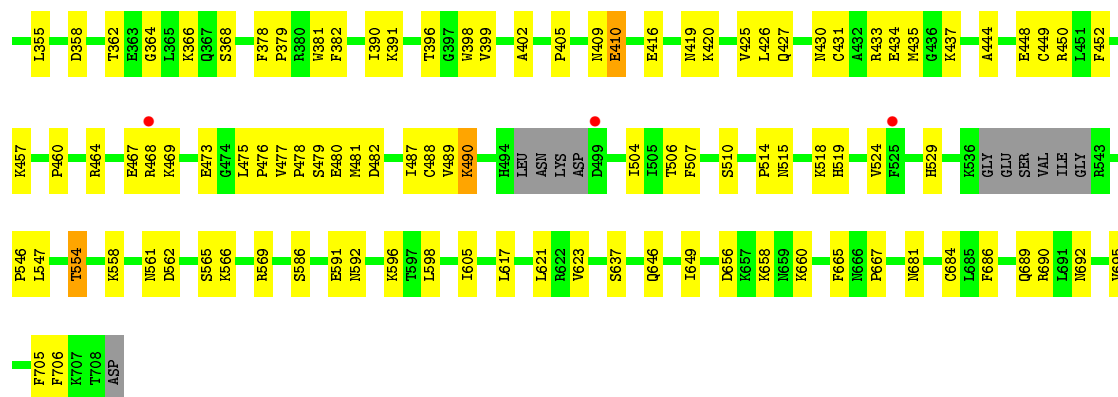 L355 D358 T362 E363 G364 L365 K366 Q367 S368 F378 P379 R380 W381 F382 I390 K391 T396 G397 W398 V399 A402 P405 N409 E410 E416 N419 K420 V425 L426 Q427 N430 C431 A432 R433 E434 M435 G436 K437 A444 E448 C449 R450 L451 F452
K457 P460 R464 E467 R468 K469 E473 G474 L475 P476 V477 P478 S479 E480 M481 D482 I487 C488 V489 K490 H494 LEU ASN LYS ASP D499 I504 I505 T506 F507 S510 P514 N515 K518 H519 V524 F525 H529 K536 GLY GLU SER VAL ILE GLY R543
P546 L547 T554 K558 N561 D562 S565 K566 R569 S586 E591 N592 K596 T597 L598 I605 L617 L621 R622 V623 S637 Q646 I649 D656 K657 K658 N659 K660 F685 N666 P667 N681 C684 L685 F686 Q689 R690 L691 N692
F705 F706 K707 T708 ASP